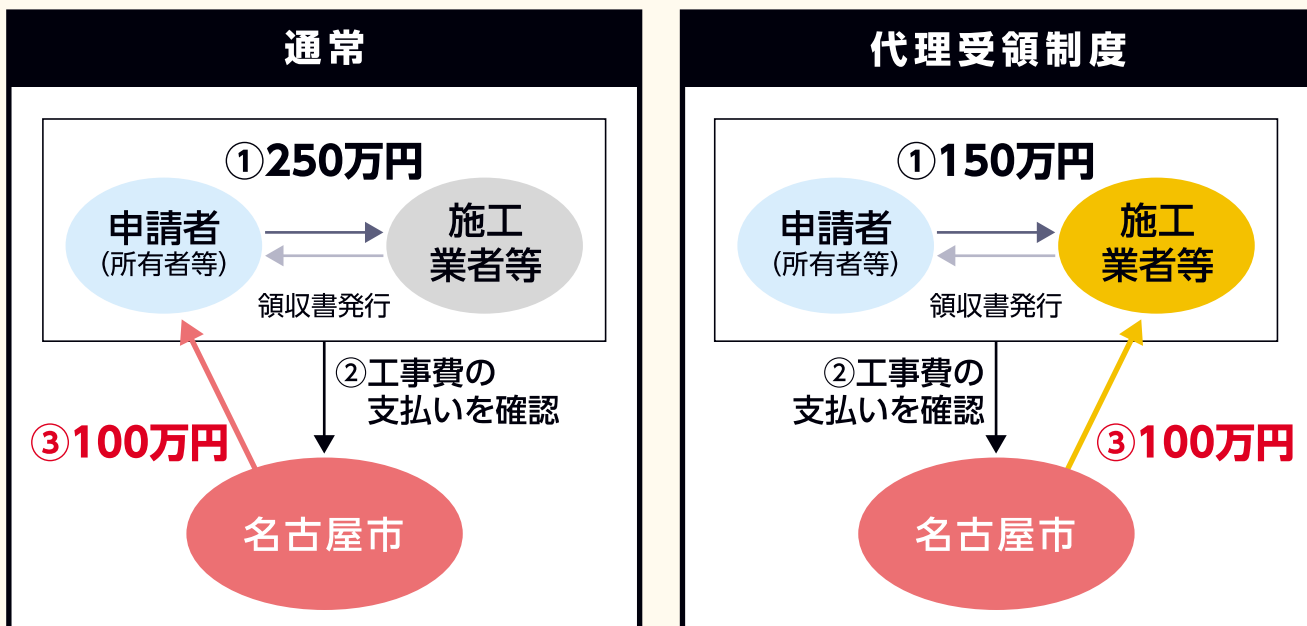 通常
①250万円
申請者
(所有者等)
施工
業者等
領収書発行
②工事費の
支払いを確認
③100万円
名古屋市
代理受領制度
①150万円
申請者
(所有者等)
施工
業者等
領収書発行
②工事費の
支払いを確認
③100万円
名古屋市